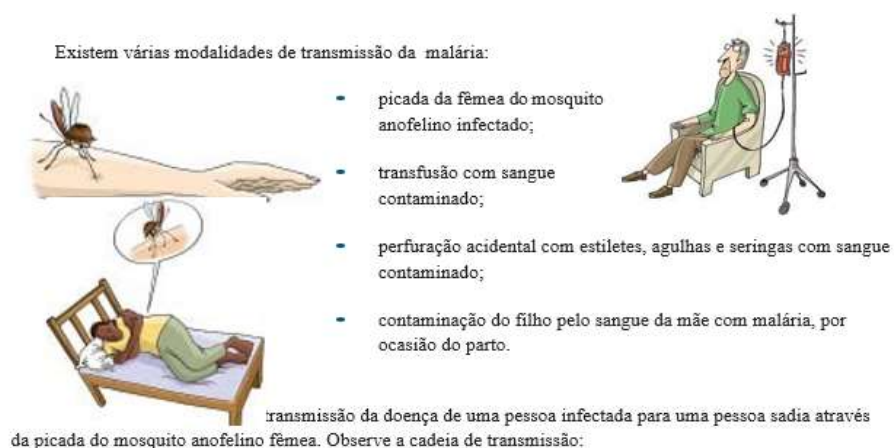 Existem várias modalidades de transmissão da malária:
- picada da fêmea do mosquito
anofelino infectado;
- transfusão com sangue
contaminado;
- perfuração acidental com estiletes, agulhas e seringas com sangue
contaminado;
- contaminação do filho pelo sangue da mãe com malária, por
ocasião do parto.
transmissão da doença de uma pessoa infectada para uma pessoa sadia através
da picada do mosquito anofelino fêmea. Observe a cadeia de transmissão: